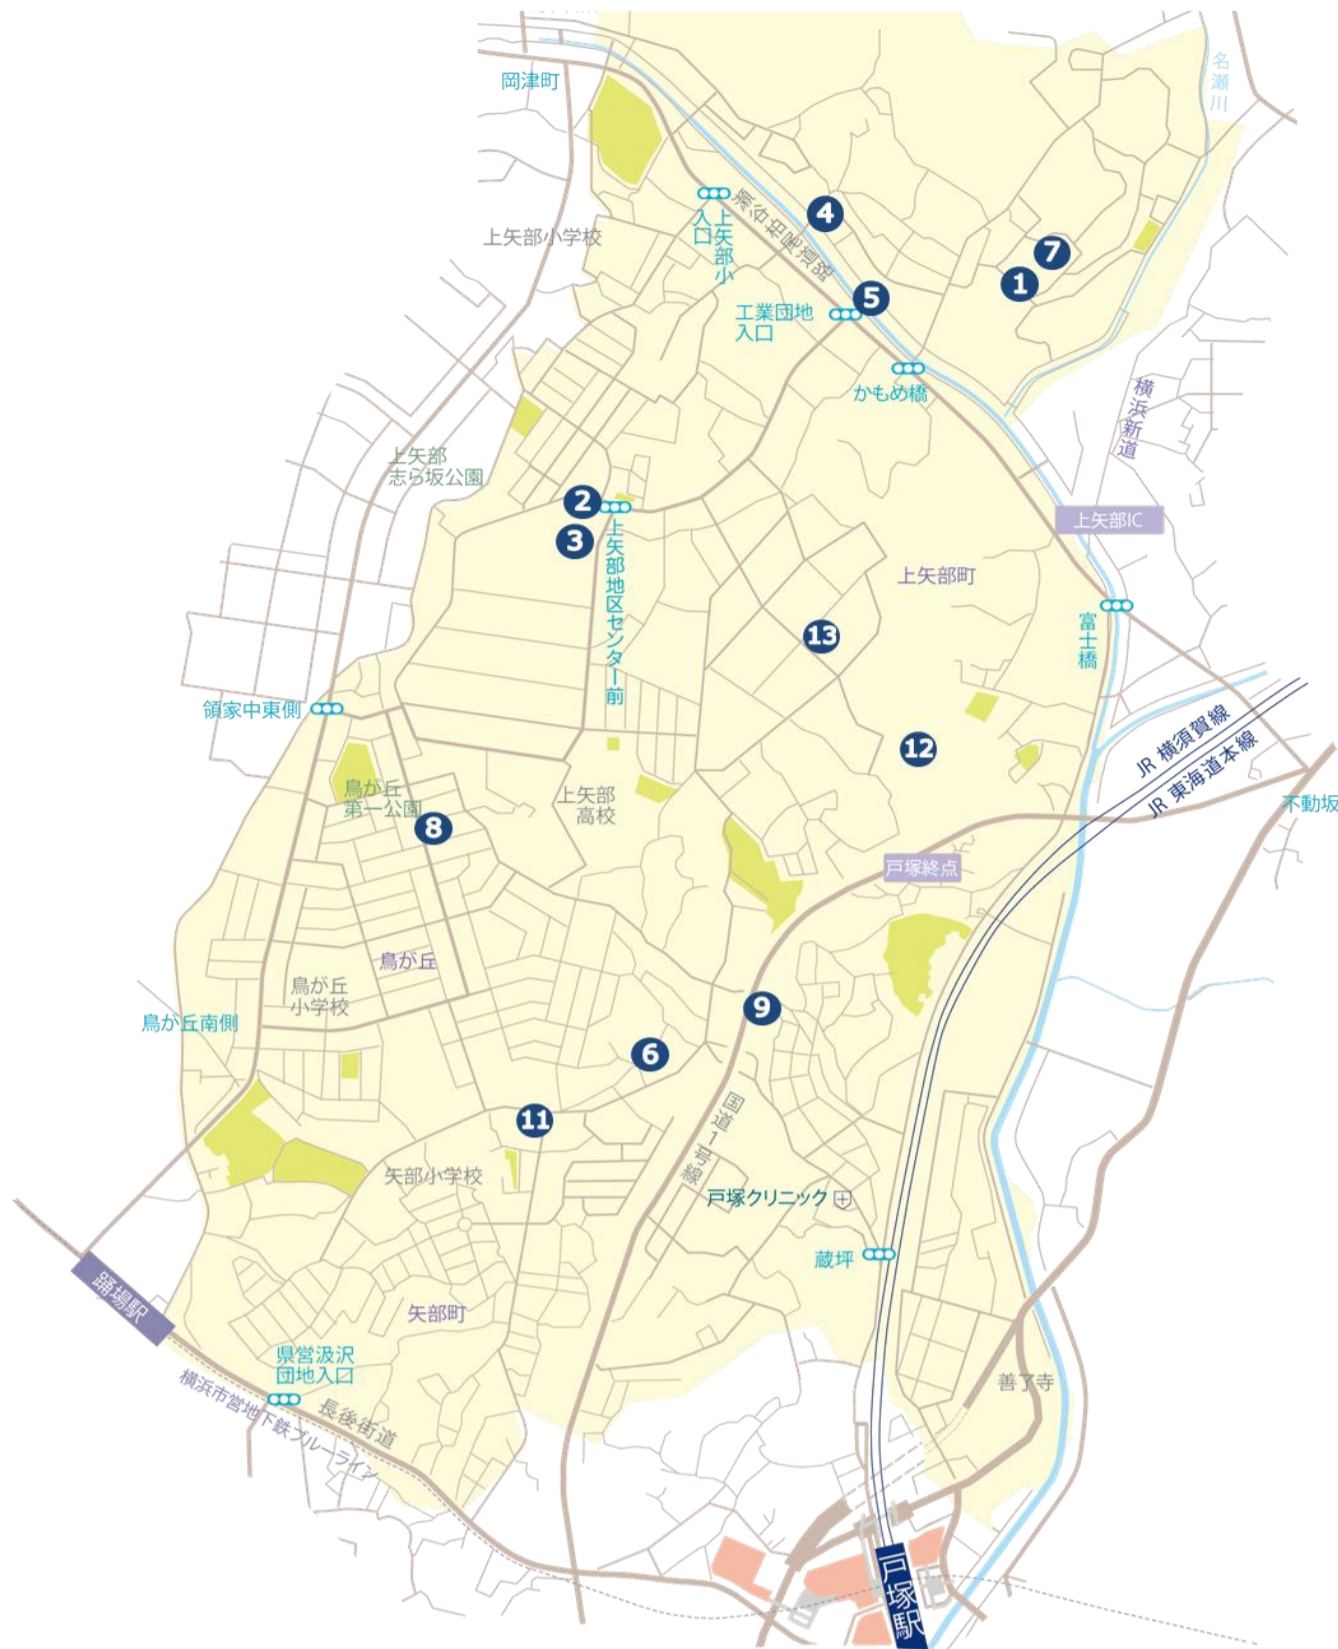 岡津町
名瀬川
上矢部小
入口
瀬谷柏尾道路
4
上矢部小学校
7
1
5
工業団地
入口
かもめ橋
横浜新道
上矢部
志ら坂公園
2
3
上矢部地区センター前
上矢部IC
上矢部町
富士橋
13
領家中東側
12
JR 横須賀線
JR 東海道本線
不動坂
鳥が丘
第一公園
8
上矢部
高校
戸塚終点
鳥が丘
鳥が丘
小学校
鳥が丘南側
9
6
11
国道1号線
矢部小学校
戸塚クリニック
蔵坪
踊場駅
矢部町
県営汲沢
団地入口
横浜市営地下鉄ブルーライン
長後街道
善了寺
戸塚駅